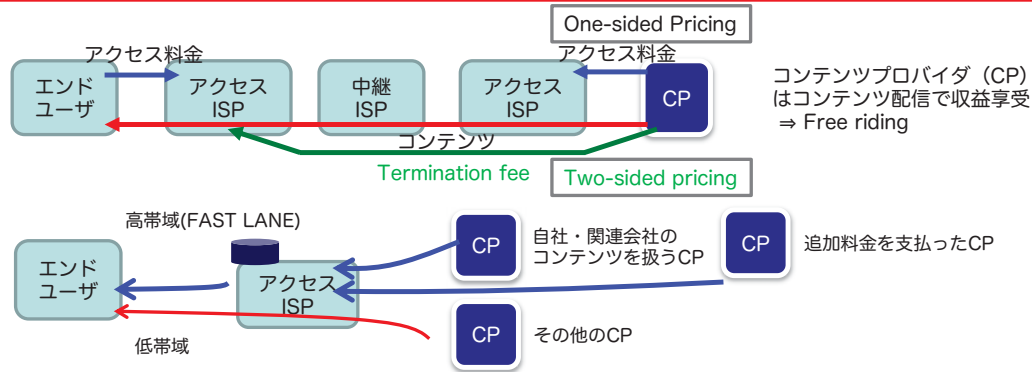 One-sided Pricing
アクセス料金
アクセス料金
エンド
ユーザ
アクセス
ISP
中継
ISP
アクセス
ISP
CP
コンテンツプロバイダ（CP）
はコンテンツ配信で収益享受
⇒ Free riding
コンテンツ
Termination fee
Two-sided pricing
高帯域(FAST LANE)
エンド
ユーザ
アクセス
ISP
CP
自社・関連会社の
コンテンツを扱うCP
CP
追加料金を支払ったCP
低帯域
CP
その他のCP